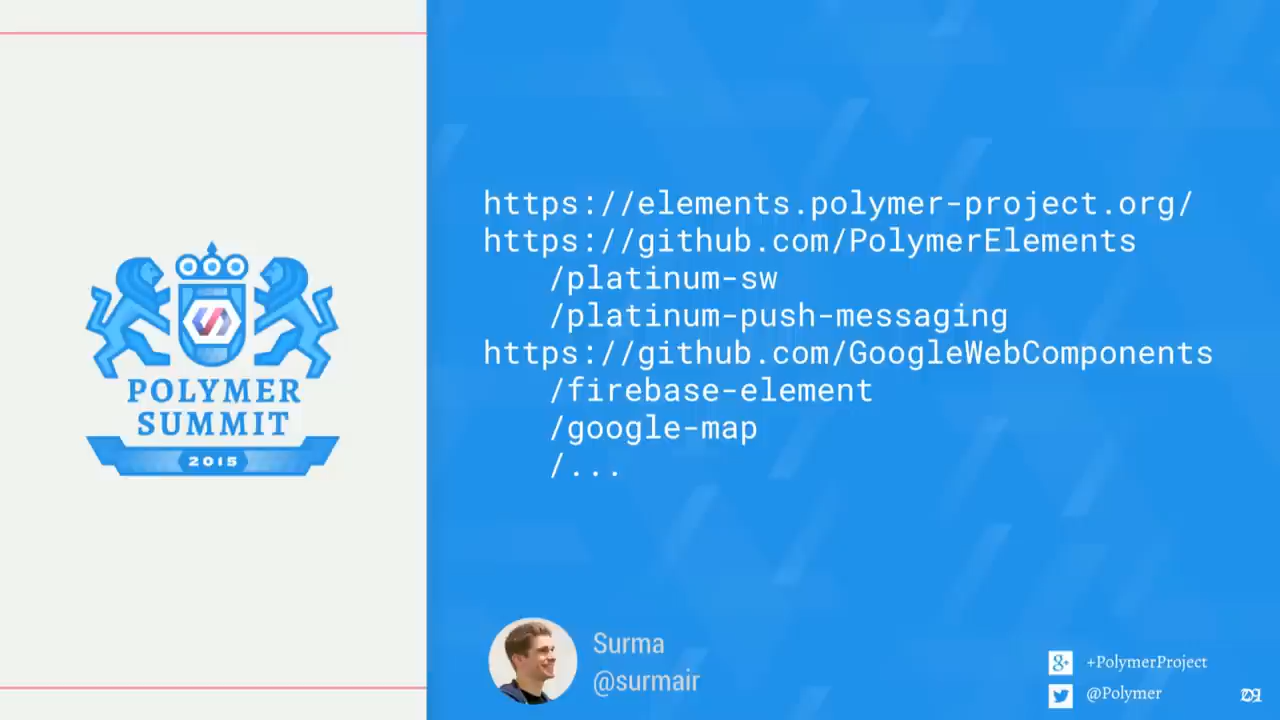 POLYMER
SUMMIT
2015
https://elements.polymer-project.org/
https://github.com/PolymerElements
/platinum-sw
/platinum-push-messaging
https://github.com/GoogleWebComponents
/firebase-element
/google-map
/...
Surma
@surmair
+PolymerProject
@Polymer